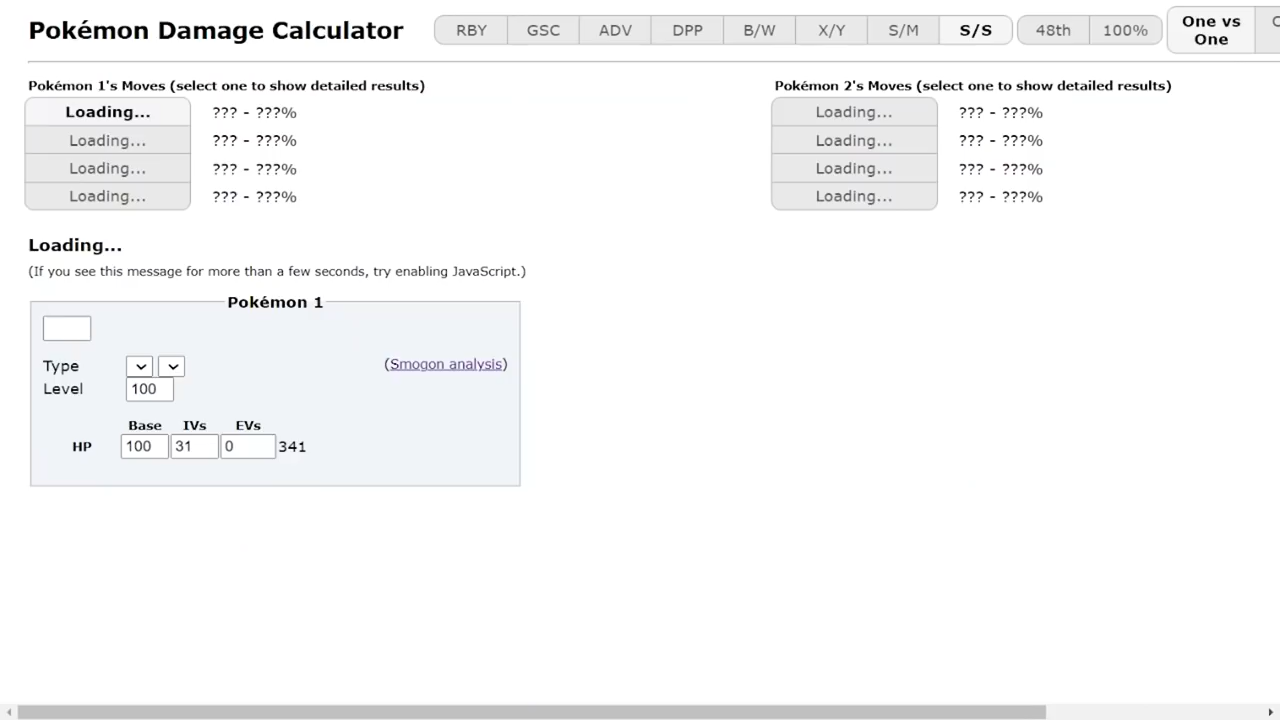 Pokémon Damage Calculator
RBY GSC ADV DPP B/W X/Y S/M S/S 48th 100% One vs One
Pokémon 1's Moves (select one to show detailed results)
Loading... ??? - ???%
Loading... ??? - ???%
Loading... ??? - ???%
Loading... ??? - ???%
Pokémon 2's Moves (select one to show detailed results)
Loading... ??? - ???%
Loading... ??? - ???%
Loading... ??? - ???%
Loading... ??? - ???%
Loading...
(If you see this message for more than a few seconds, try enabling JavaScript.)
Pokémon 1
Type (Smogon analysis)
Level 100
Base IVs EVs
HP 100 31 0 341